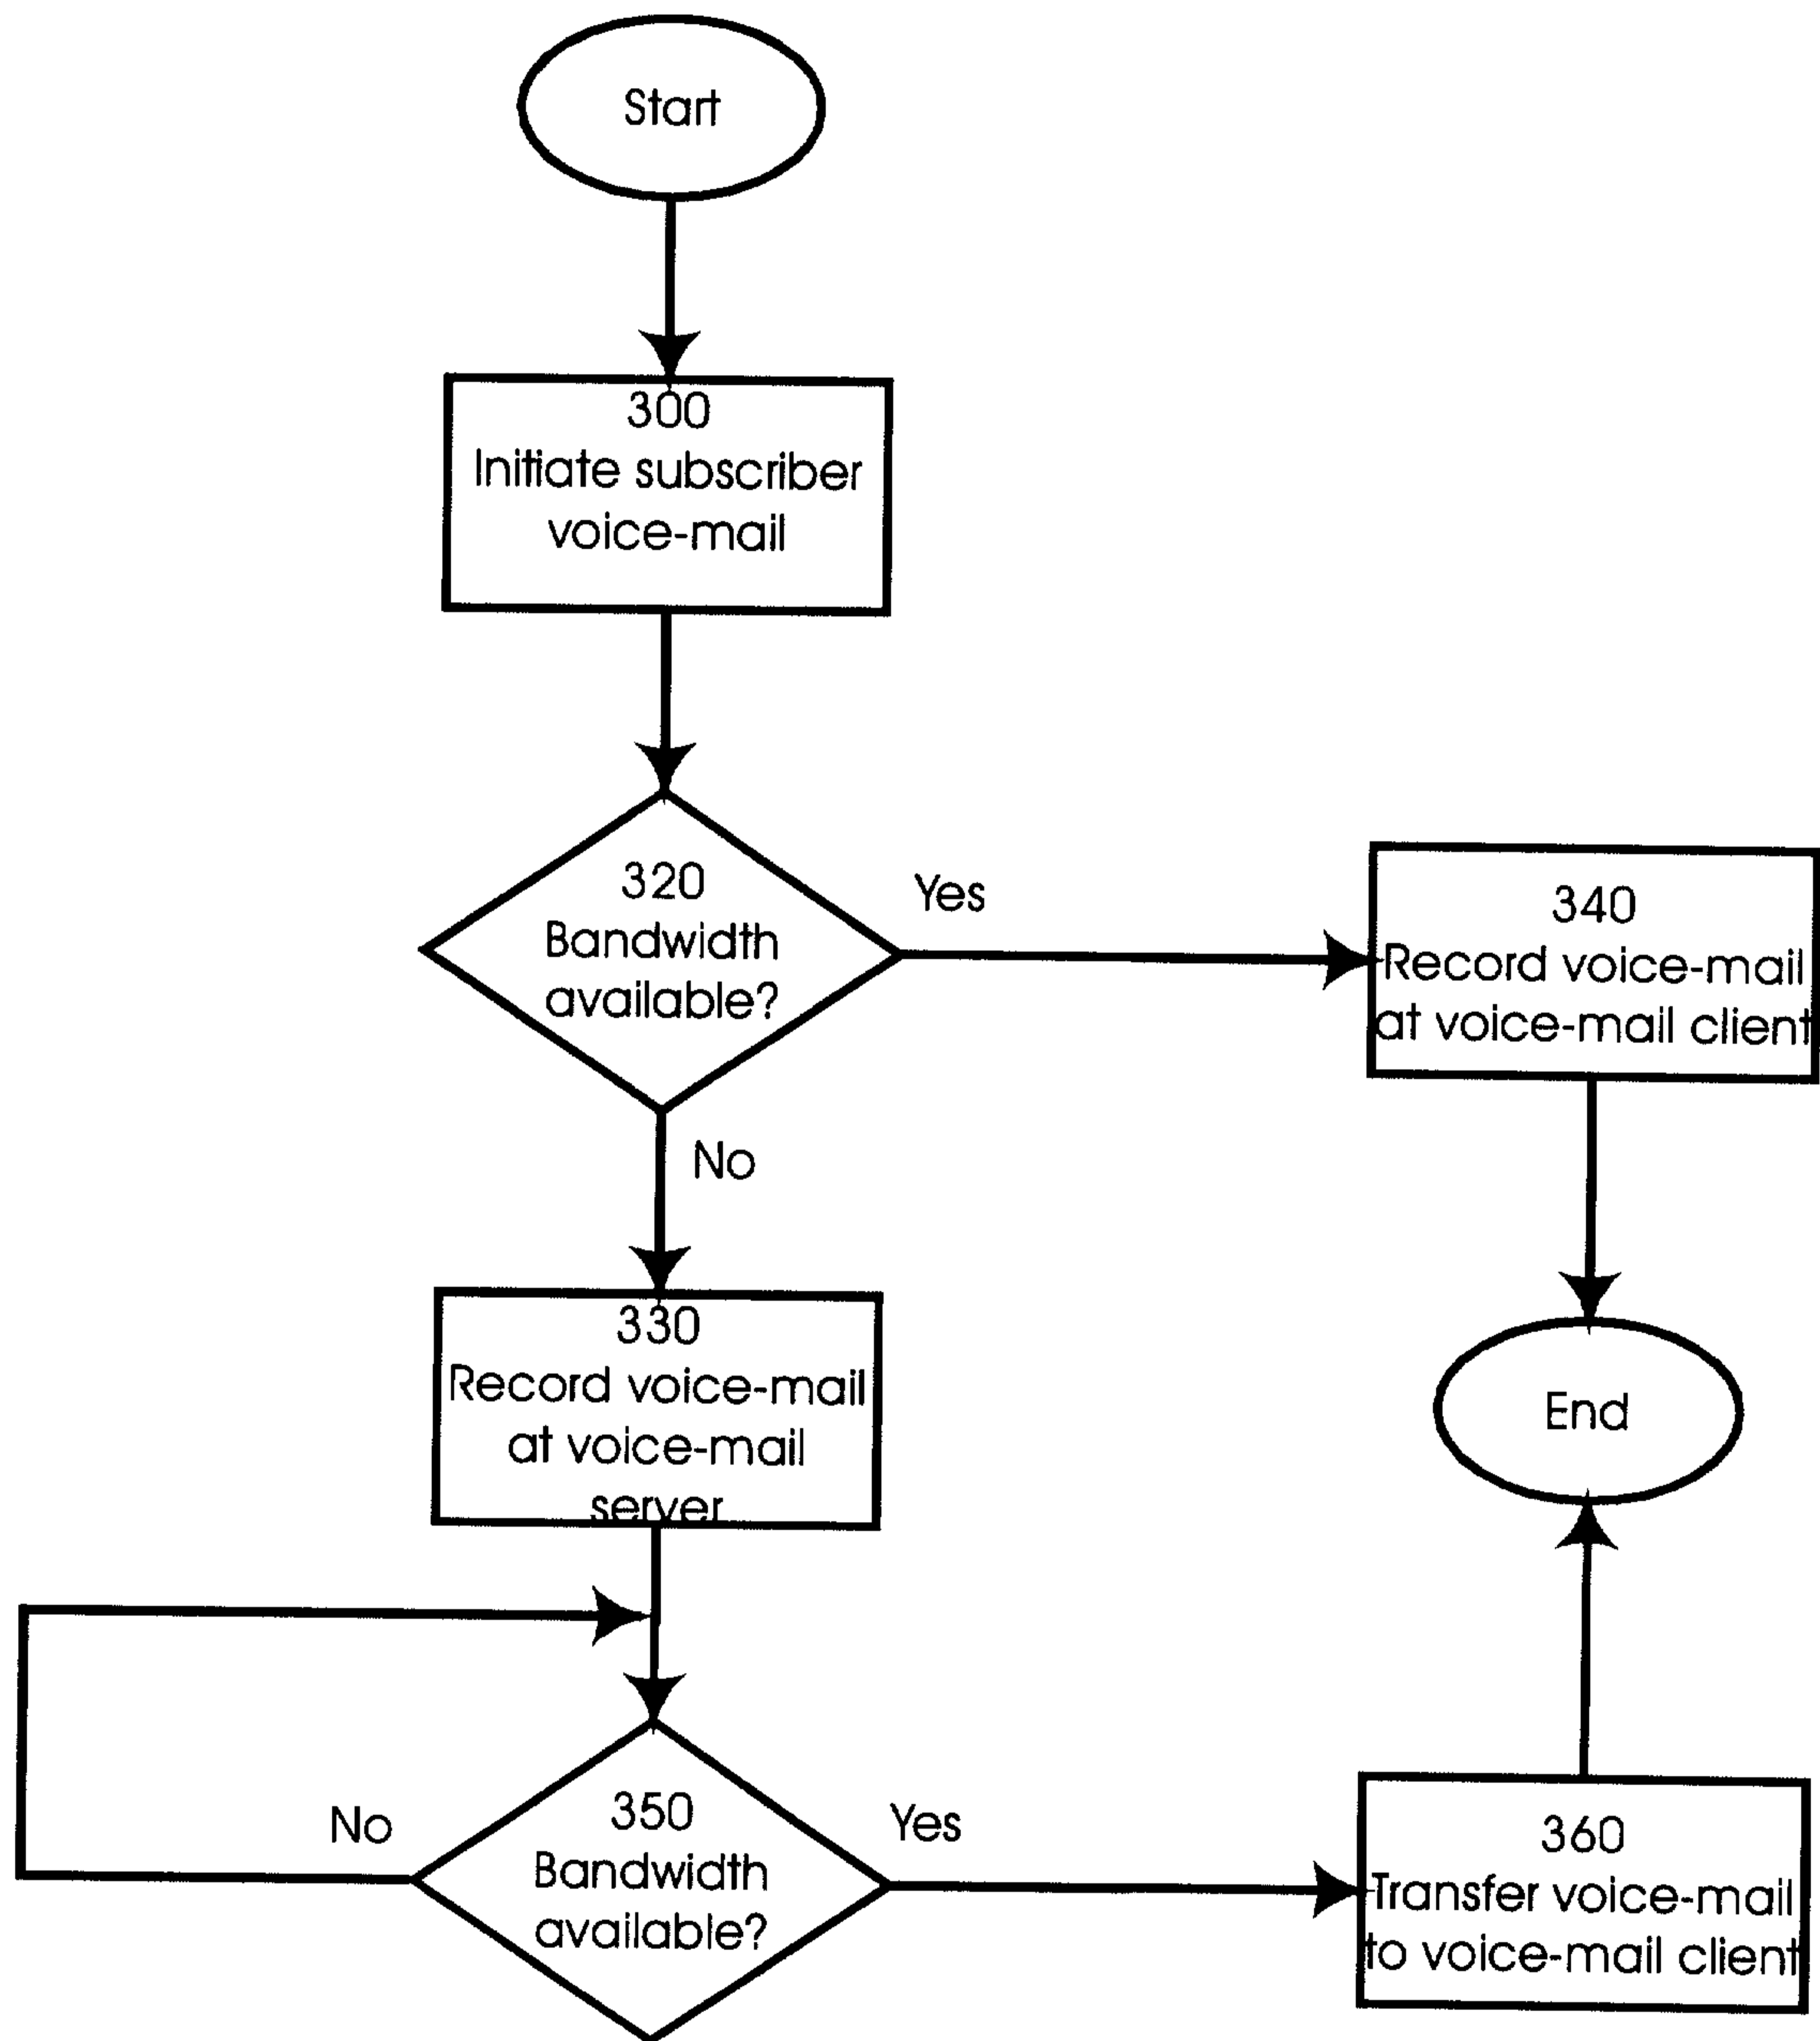 Start
300
Initiate subscriber
voice-mail
320
Bandwidth
available?
Yes
340
Record voice-mail
at voice-mail client
No
330
Record voice-mail
at voice-mail
server
End
No
350
Bandwidth
available?
Yes
360
Transfer voice-mail
to voice-mail client